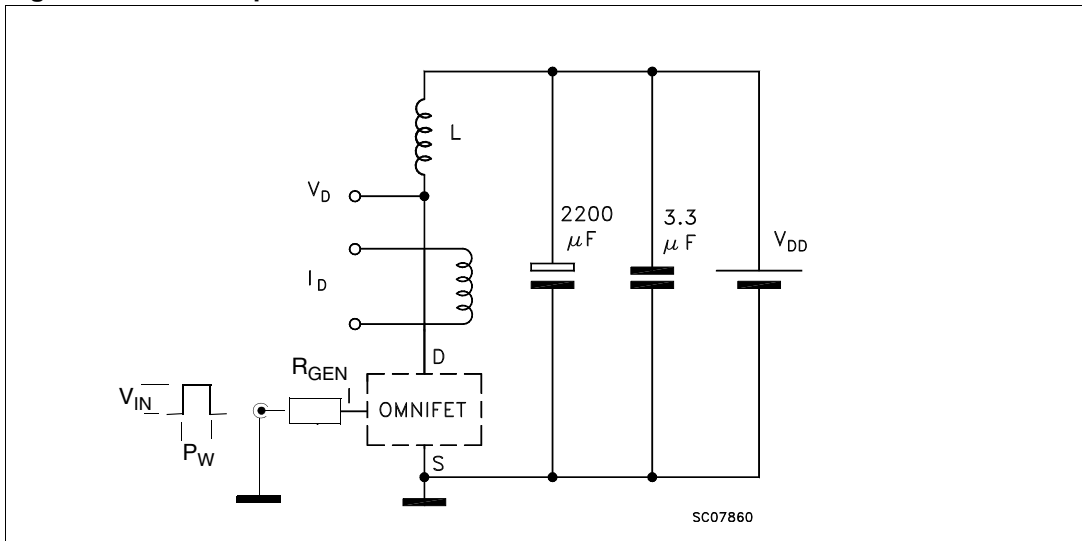 L
V_D
2200
μF
3.3
μF
V_DD
I_D
D
R_GEN
I
V_IN
OMNIFET
P_W
S
SC07860